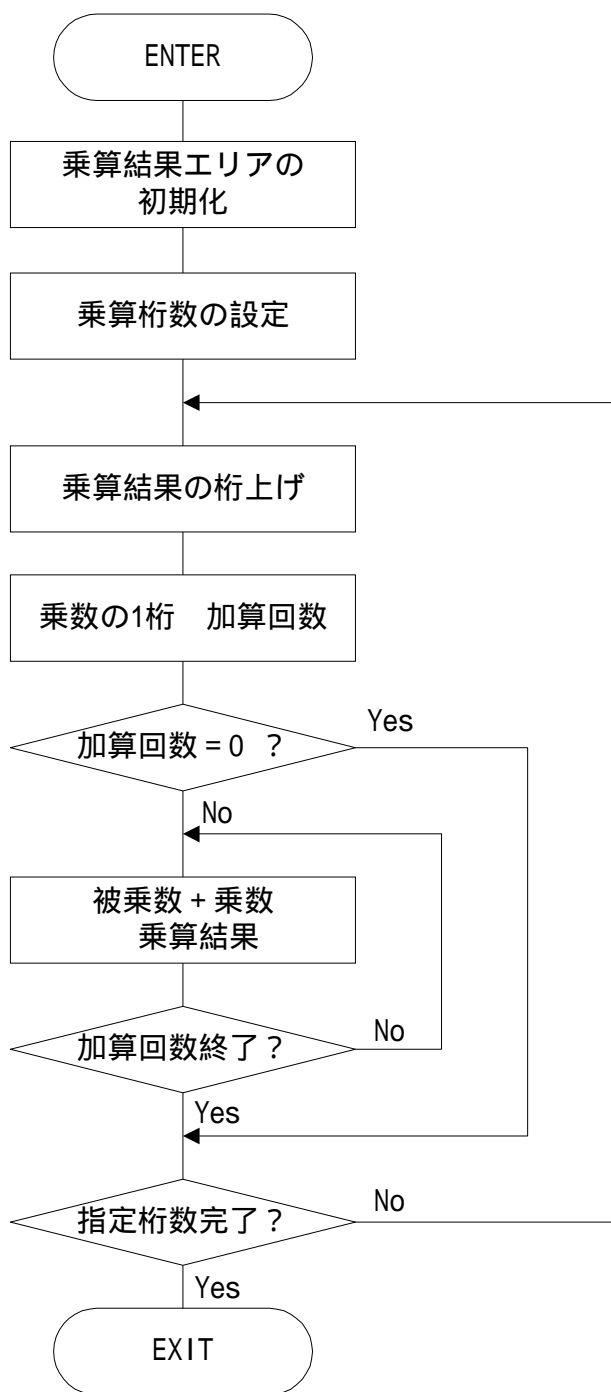 ENTER
乗算結果エリアの
初期化
乗算桁数の設定
乗算結果の桁上げ
乗数の1桁　加算回数
加算回数 = 0 ？
Yes
No
被乗数 + 乗数
乗算結果
加算回数終了？
No
Yes
指定桁数完了？
No
Yes
EXIT